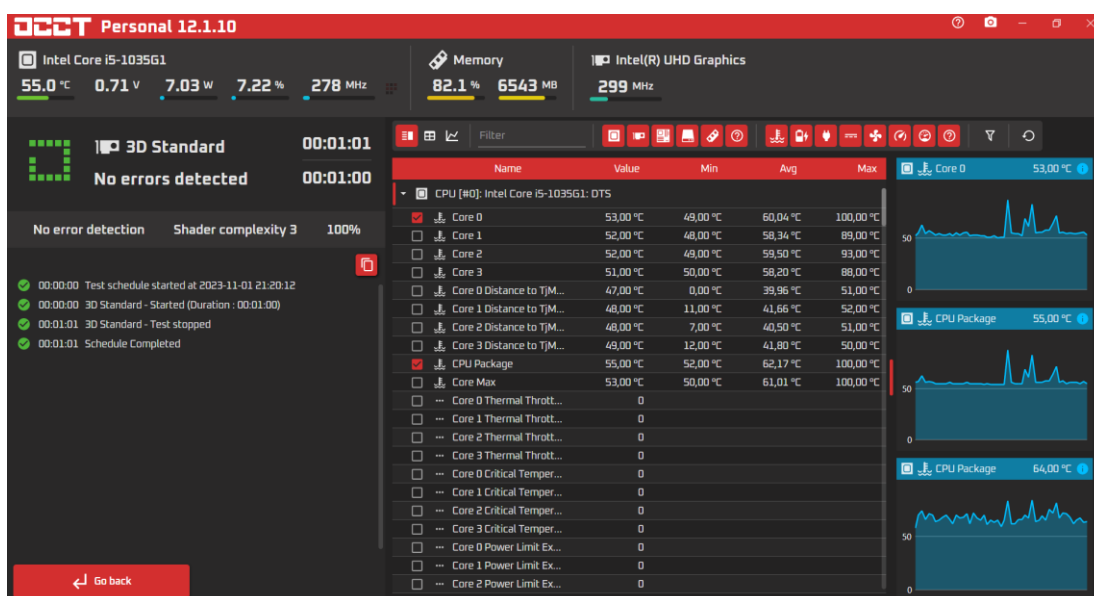 OCCT Personal 12.1.10
Intel Core i5-1035G1
55.0 °C 0.71 V 7.03 W 7.22 % 278 MHz
Memory
82.1 % 6543 MB
Intel(R) UHD Graphics
299 MHz
3D Standard 00:01:01
No errors detected 00:01:00
No error detection Shader complexity 3 100%
00:00:00 Test schedule started at 2023-11-01 21:20:12
00:00:00 3D Standard - Started (Duration : 00:01:00)
00:01:01 3D Standard - Test stopped
00:01:01 Schedule Completed
Go back
Filter
Name Value Min Avg Max
CPU [#0]: Intel Core i5-1035G1: DTS
Core 0 53,00 °C 49,00 °C 60,04 °C 100,00 °C
Core 1 52,00 °C 48,00 °C 58,34 °C 89,00 °C
Core 2 52,00 °C 49,00 °C 59,50 °C 93,00 °C
Core 3 51,00 °C 50,00 °C 58,20 °C 88,00 °C
Core 0 Distance to TjM... 47,00 °C 0,00 °C 39,96 °C 51,00 °C
Core 1 Distance to TjM... 48,00 °C 11,00 °C 41,66 °C 52,00 °C
Core 2 Distance to TjM... 48,00 °C 7,00 °C 40,50 °C 51,00 °C
Core 3 Distance to TjM... 49,00 °C 12,00 °C 41,80 °C 50,00 °C
CPU Package 55,00 °C 52,00 °C 62,17 °C 100,00 °C
Core Max 53,00 °C 50,00 °C 61,01 °C 100,00 °C
Core 0 Thermal Thrott... 0
Core 1 Thermal Thrott... 0
Core 2 Thermal Thrott... 0
Core 3 Thermal Thrott... 0
Core 0 Critical Temper... 0
Core 1 Critical Temper... 0
Core 2 Critical Temper... 0
Core 3 Critical Temper... 0
Core 0 Power Limit Ex... 0
Core 1 Power Limit Ex... 0
Core 2 Power Limit Ex... 0
Core 0 53,00 °C
50
0
CPU Package 55,00 °C
50
0
CPU Package 64,00 °C
50
0